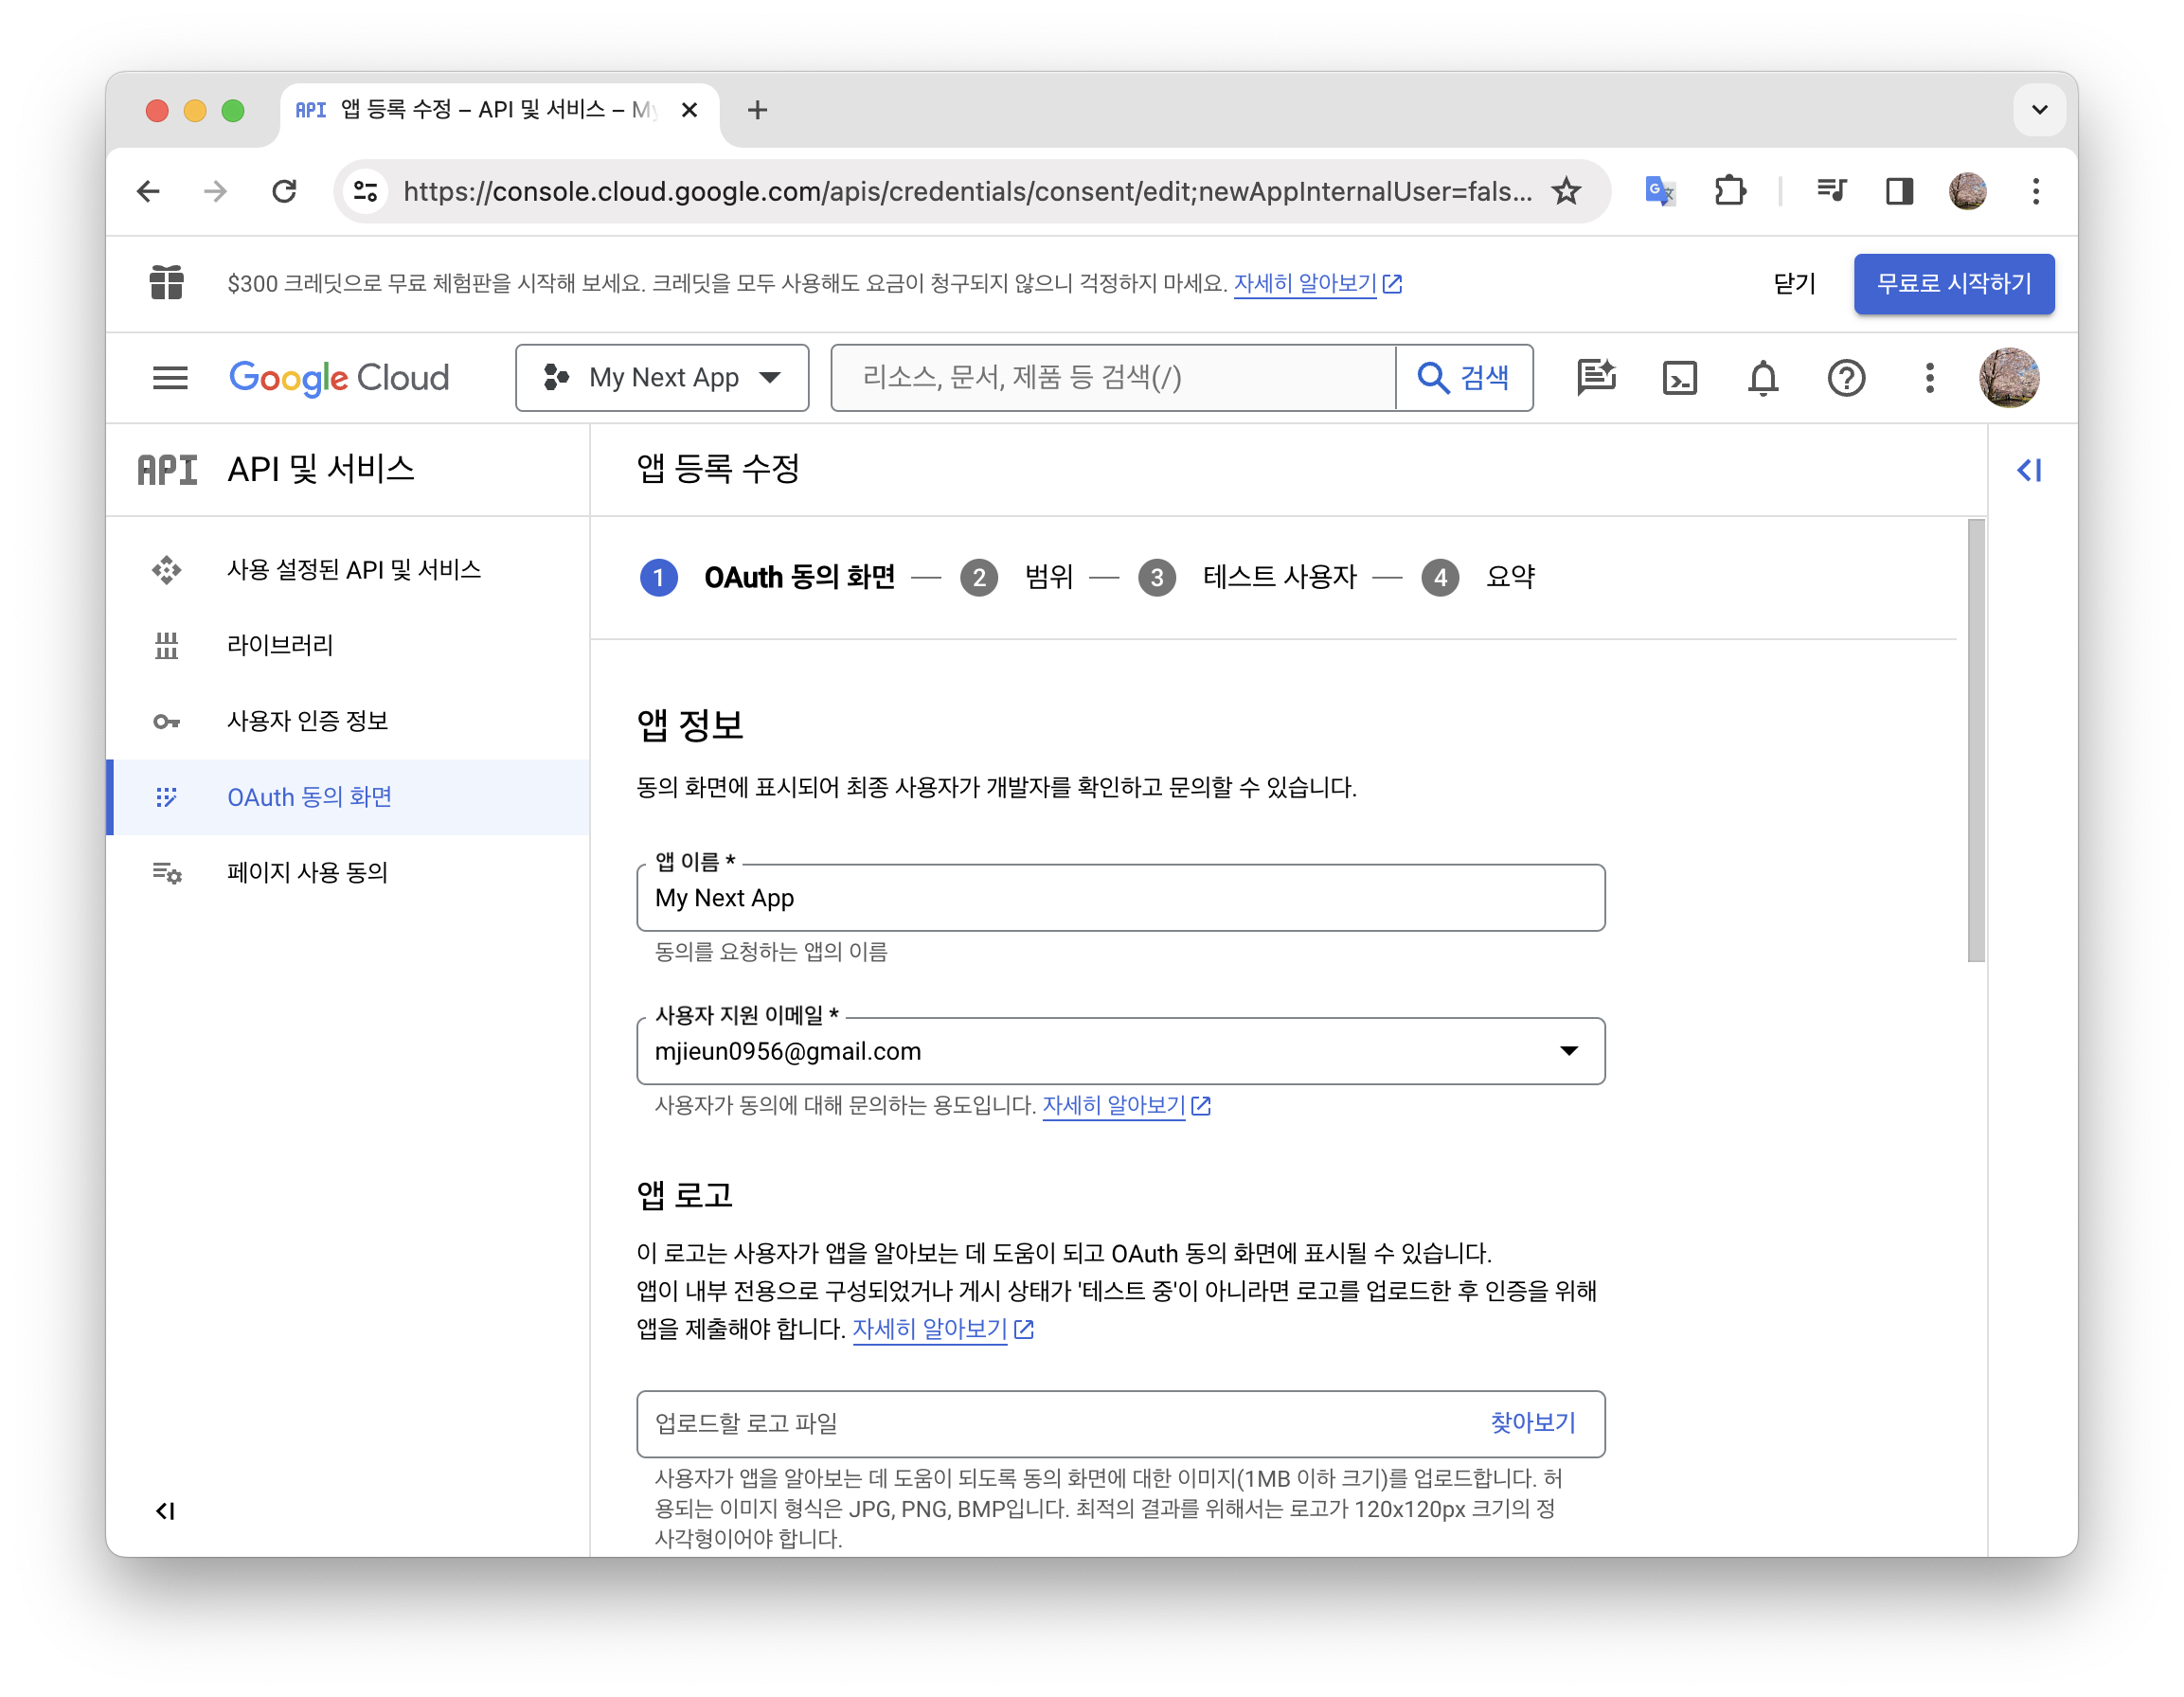 API 앱 등록 수정 – API 및 서비스 – My
https://console.cloud.google.com/apis/credentials/consent/edit;newAppInternalUser=fals...
$300 크레딧으로 무료 체험판을 시작해 보세요. 크레딧을 모두 사용해도 요금이 청구되지 않으니 걱정하지 마세요. 자세히 알아보기
닫기
무료로 시작하기
Google Cloud
My Next App
리소스, 문서, 제품 등 검색(/)
검색
API API 및 서비스
사용 설정된 API 및 서비스
라이브러리
사용자 인증 정보
OAuth 동의 화면
페이지 사용 동의
앱 등록 수정
1 OAuth 동의 화면 — 2 범위 — 3 테스트 사용자 — 4 요약
앱 정보
동의 화면에 표시되어 최종 사용자가 개발자를 확인하고 문의할 수 있습니다.
앱 이름 *
My Next App
동의를 요청하는 앱의 이름
사용자 지원 이메일 *
mjieun0956@gmail.com
사용자가 동의에 대해 문의하는 용도입니다. 자세히 알아보기
앱 로고
이 로고는 사용자가 앱을 알아보는 데 도움이 되고 OAuth 동의 화면에 표시될 수 있습니다.
앱이 내부 전용으로 구성되었거나 게시 상태가 '테스트 중'이 아니라면 로고를 업로드한 후 인증을 위해
앱을 제출해야 합니다. 자세히 알아보기
업로드할 로고 파일
찾아보기
사용자가 앱을 알아보는 데 도움이 되도록 동의 화면에 대한 이미지(1MB 이하 크기)를 업로드합니다. 허
용되는 이미지 형식은 JPG, PNG, BMP입니다. 최적의 결과를 위해서는 로고가 120x120px 크기의 정
사각형이어야 합니다.